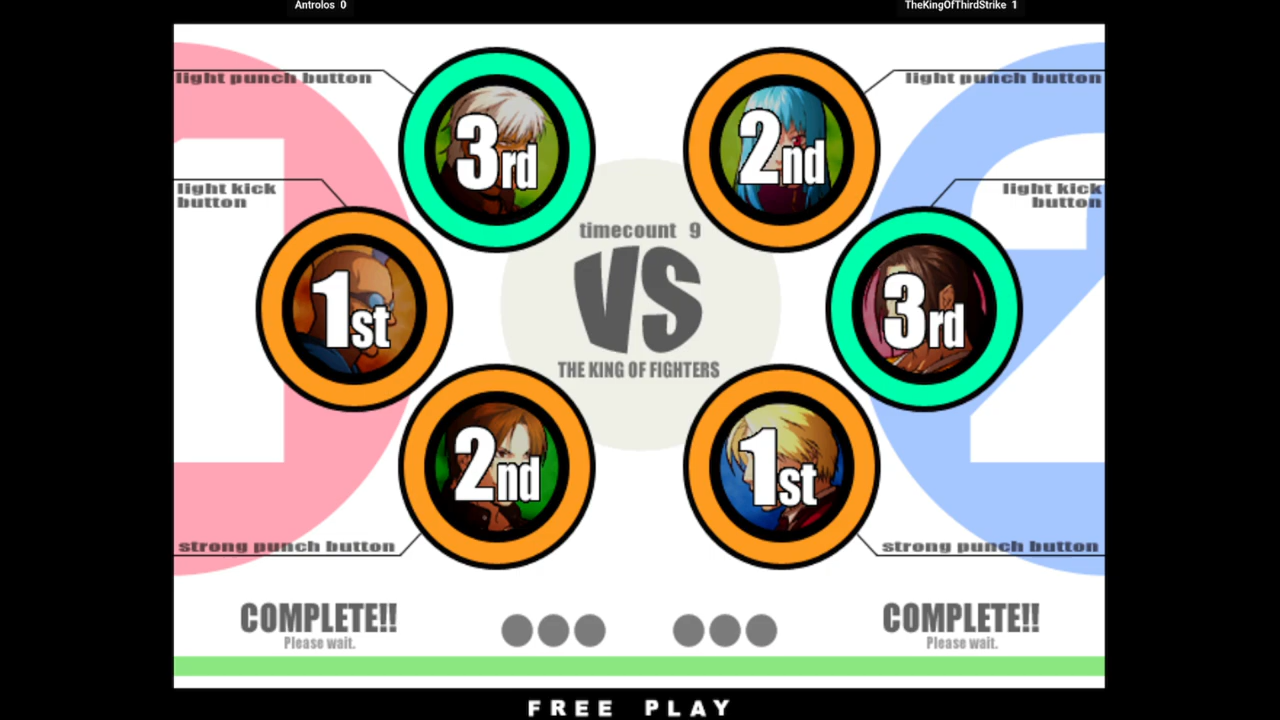 Antrolos 0
TheKingOfThirdStrike 1
light punch button
light punch button
3rd
2nd
light kick
button
light kick
button
timecount 9
VS
THE KING OF FIGHTERS
1st
3rd
2nd
1st
strong punch button
strong punch button
COMPLETE!!
Please wait.
COMPLETE!!
Please wait.
FREE PLAY
1
2